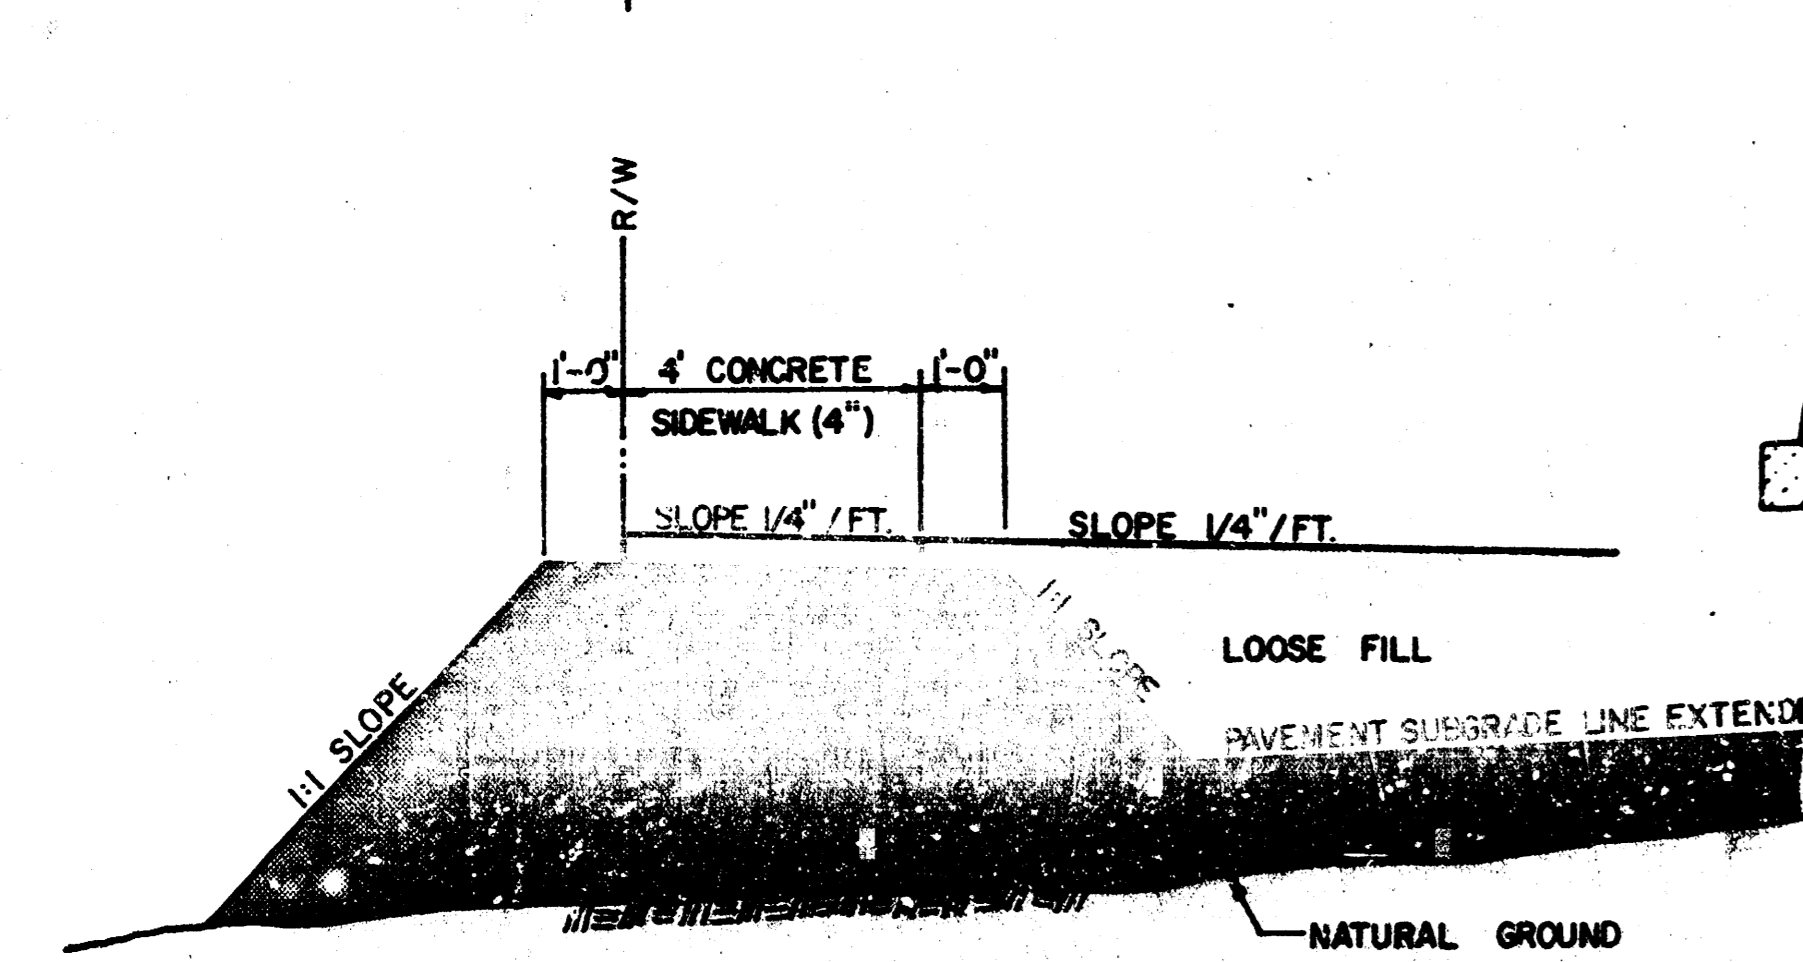 R/W
1'-0" 4' CONCRETE 1'-0"
SIDEWALK (4")
SLOPE 1/4"/FT. SLOPE 1/4"/FT.
1:1 SLOPE
LOOSE FILL
1:1 SLOPE
PAVEMENT SUBGRADE LINE EXTENDE
NATURAL GROUND